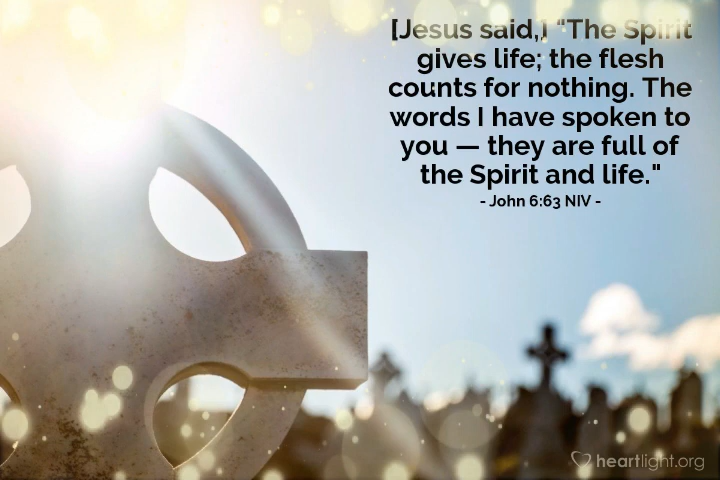 [Jesus said,] "The Spirit
gives life; the flesh
counts for nothing. The
words I have spoken to
you — they are full of
the Spirit and life."
- John 6:63 NIV -
heartlight.org